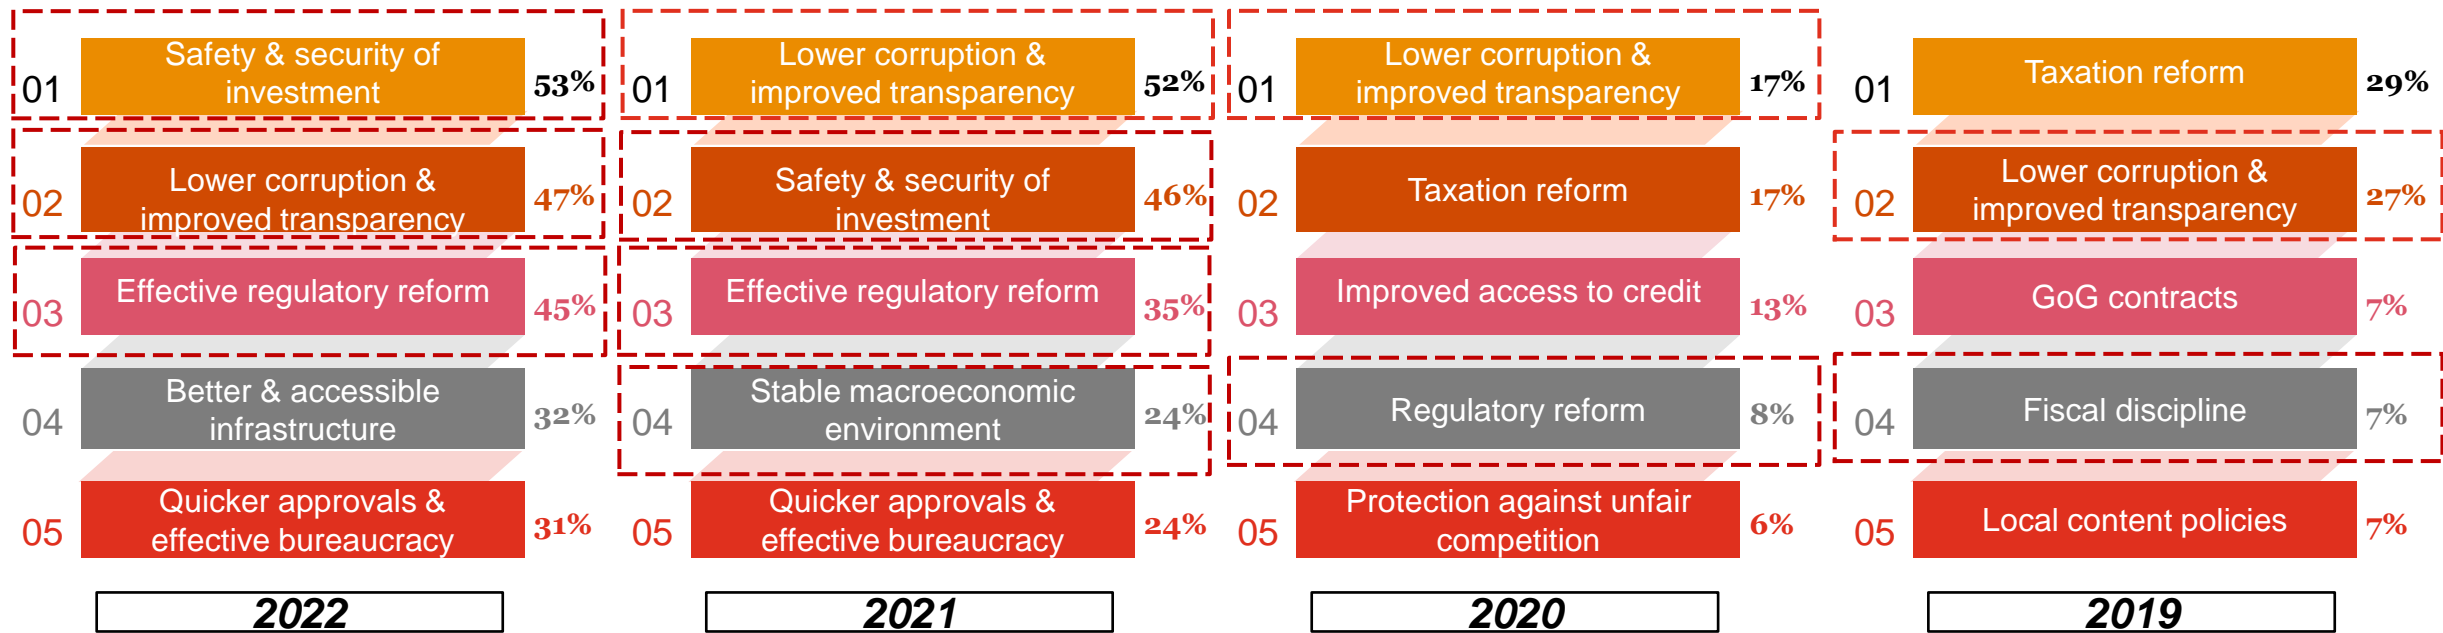 01
Safety & security of
investment
53%
02
Lower corruption &
improved transparency
47%
03
Effective regulatory reform
45%
04
Better & accessible
infrastructure
32%
05
Quicker approvals &
effective bureaucracy
31%
2022
01
Lower corruption &
improved transparency
52%
02
Safety & security of
investment
46%
03
Effective regulatory reform
35%
04
Stable macroeconomic
environment
24%
05
Quicker approvals &
effective bureaucracy
24%
2021
01
Lower corruption &
improved transparency
17%
02
Taxation reform
17%
03
Improved access to credit
13%
04
Regulatory reform
8%
05
Protection against unfair
competition
6%
2020
01
Taxation reform
29%
02
Lower corruption &
improved transparency
27%
03
GoG contracts
7%
04
Fiscal discipline
7%
05
Local content policies
7%
2019